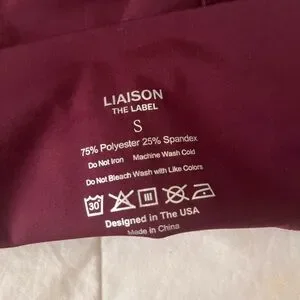 LIAISON
THE LABEL
S
75% Polyester 25% Spandex
Do Not Iron Machine Wash Cold
Do Not Bleach Wash with Like Colors
30°
Designed in The USA
Made in China